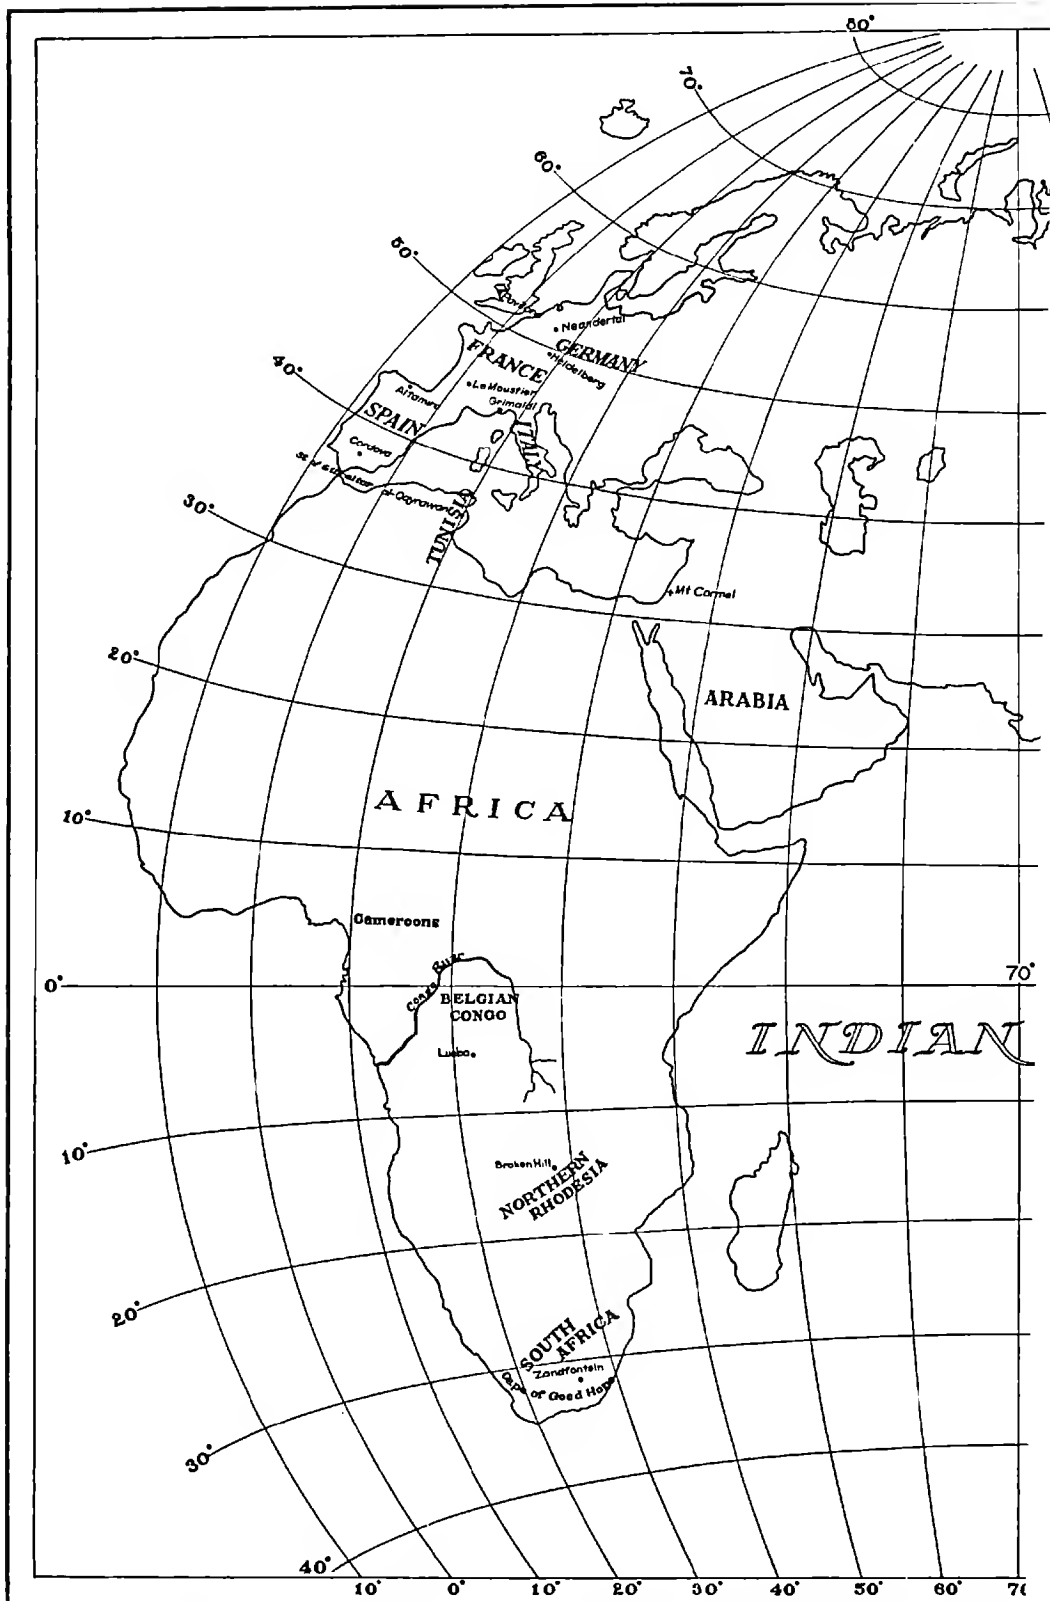 80°
70°
60°
50°
Neandertal
GERMANY
FRANCE
Heidelberg
40°
Le Moustier
Altamira
Grimaldi
SPAIN
ITALY
Cordova
al-Qayrawan
30°
TUNISIA
Mt Carmel
20°
ARABIA
AFRICA
10°
Cameroons
Congo River
0°
70°
BELGIAN
CONGO
INDIAN
Luebo
10°
Broken Hill
NORTHERN
RHODESIA
20°
SOUTH
AFRICA
Zandfontein
Cape of Good Hope
30°
40°
10° 0° 10° 20° 30° 40° 50° 60°